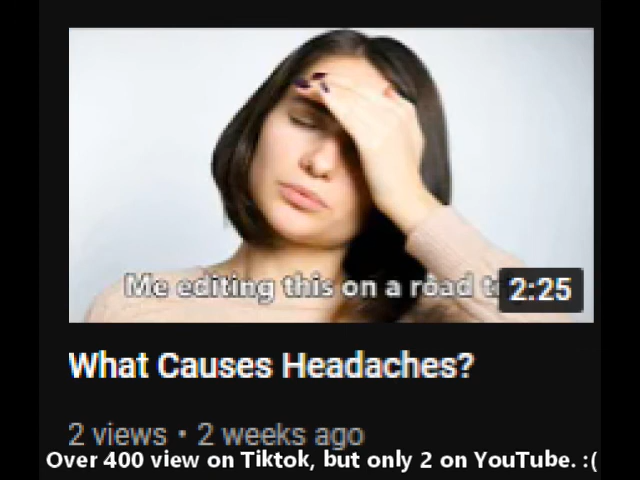 Me editing this on a road t
2:25
What Causes Headaches?
2 views • 2 weeks ago
Over 400 view on Tiktok, but only 2 on YouTube. :(